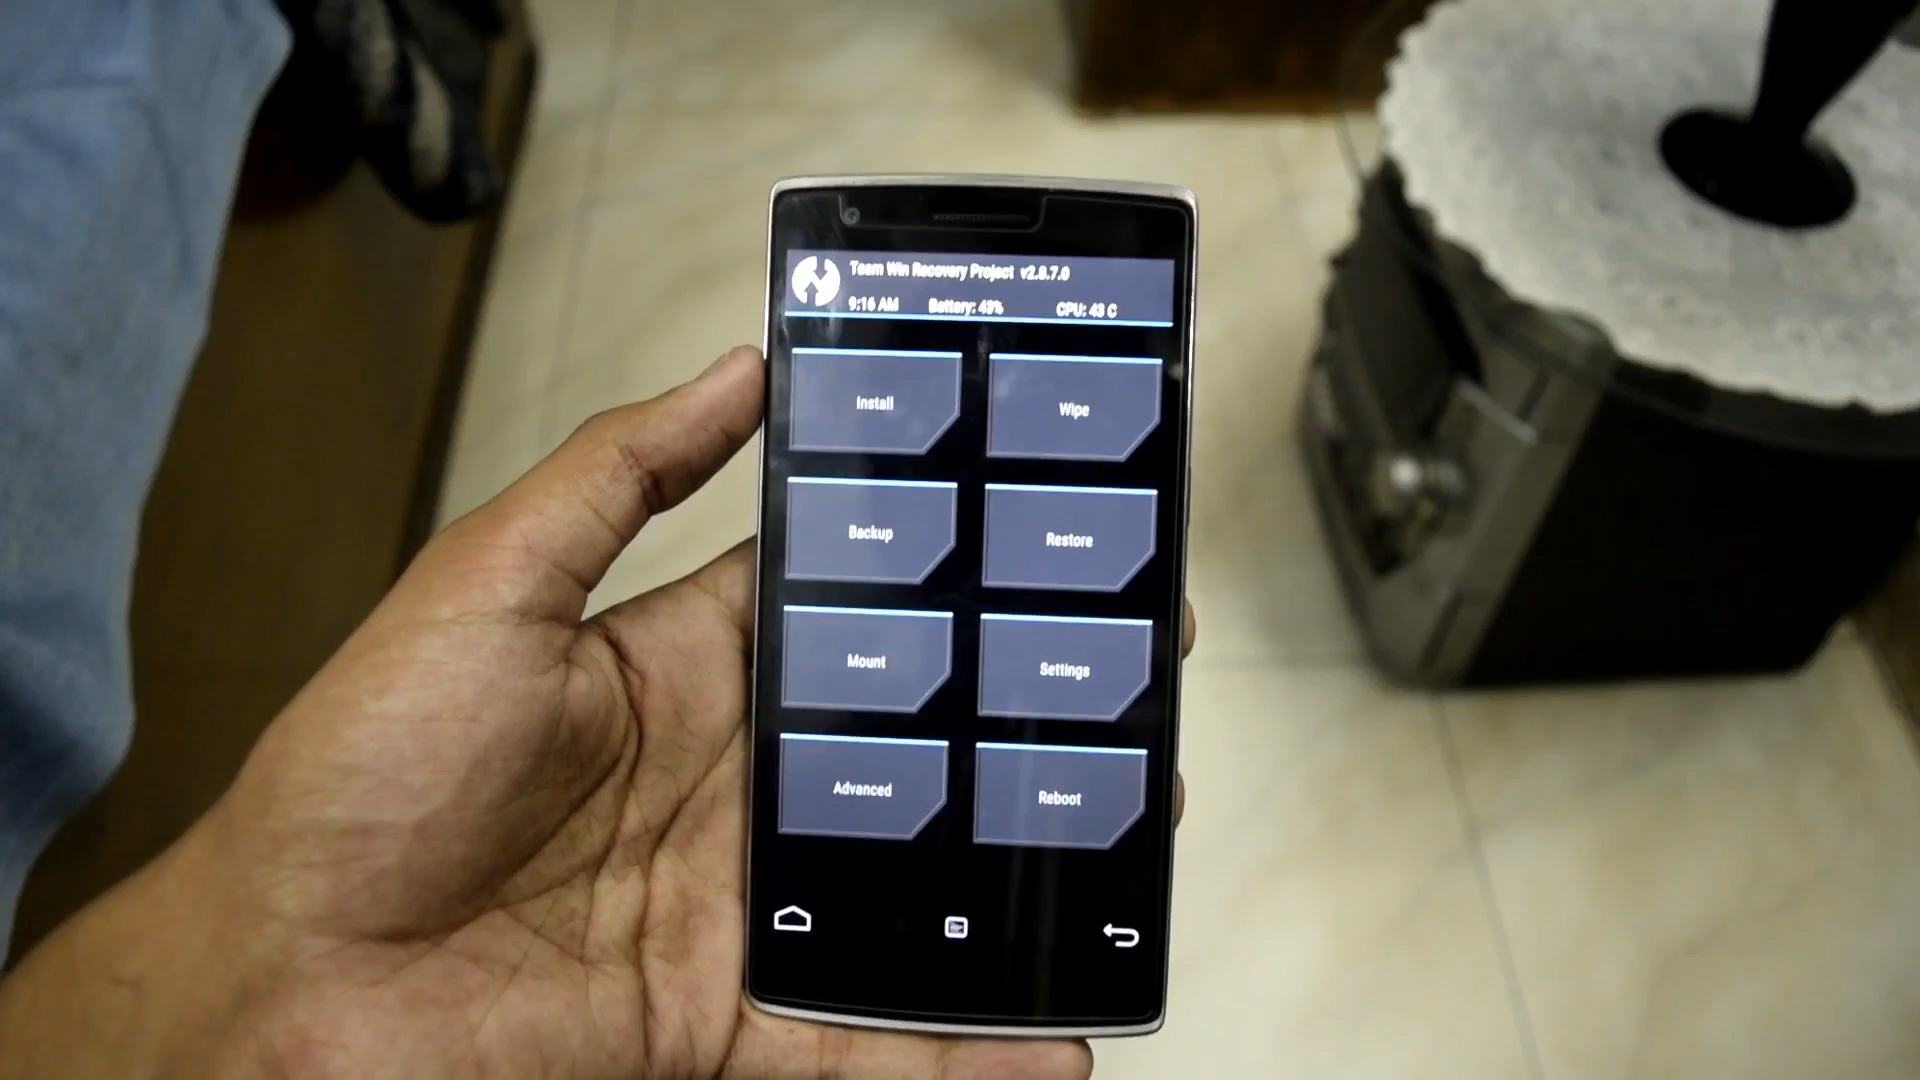 Team Win Recovery Project v2.8.7.0
9:16 AM Battery: 43% CPU: 43 C
Install Wipe
Backup Restore
Mount Settings
Advanced Reboot